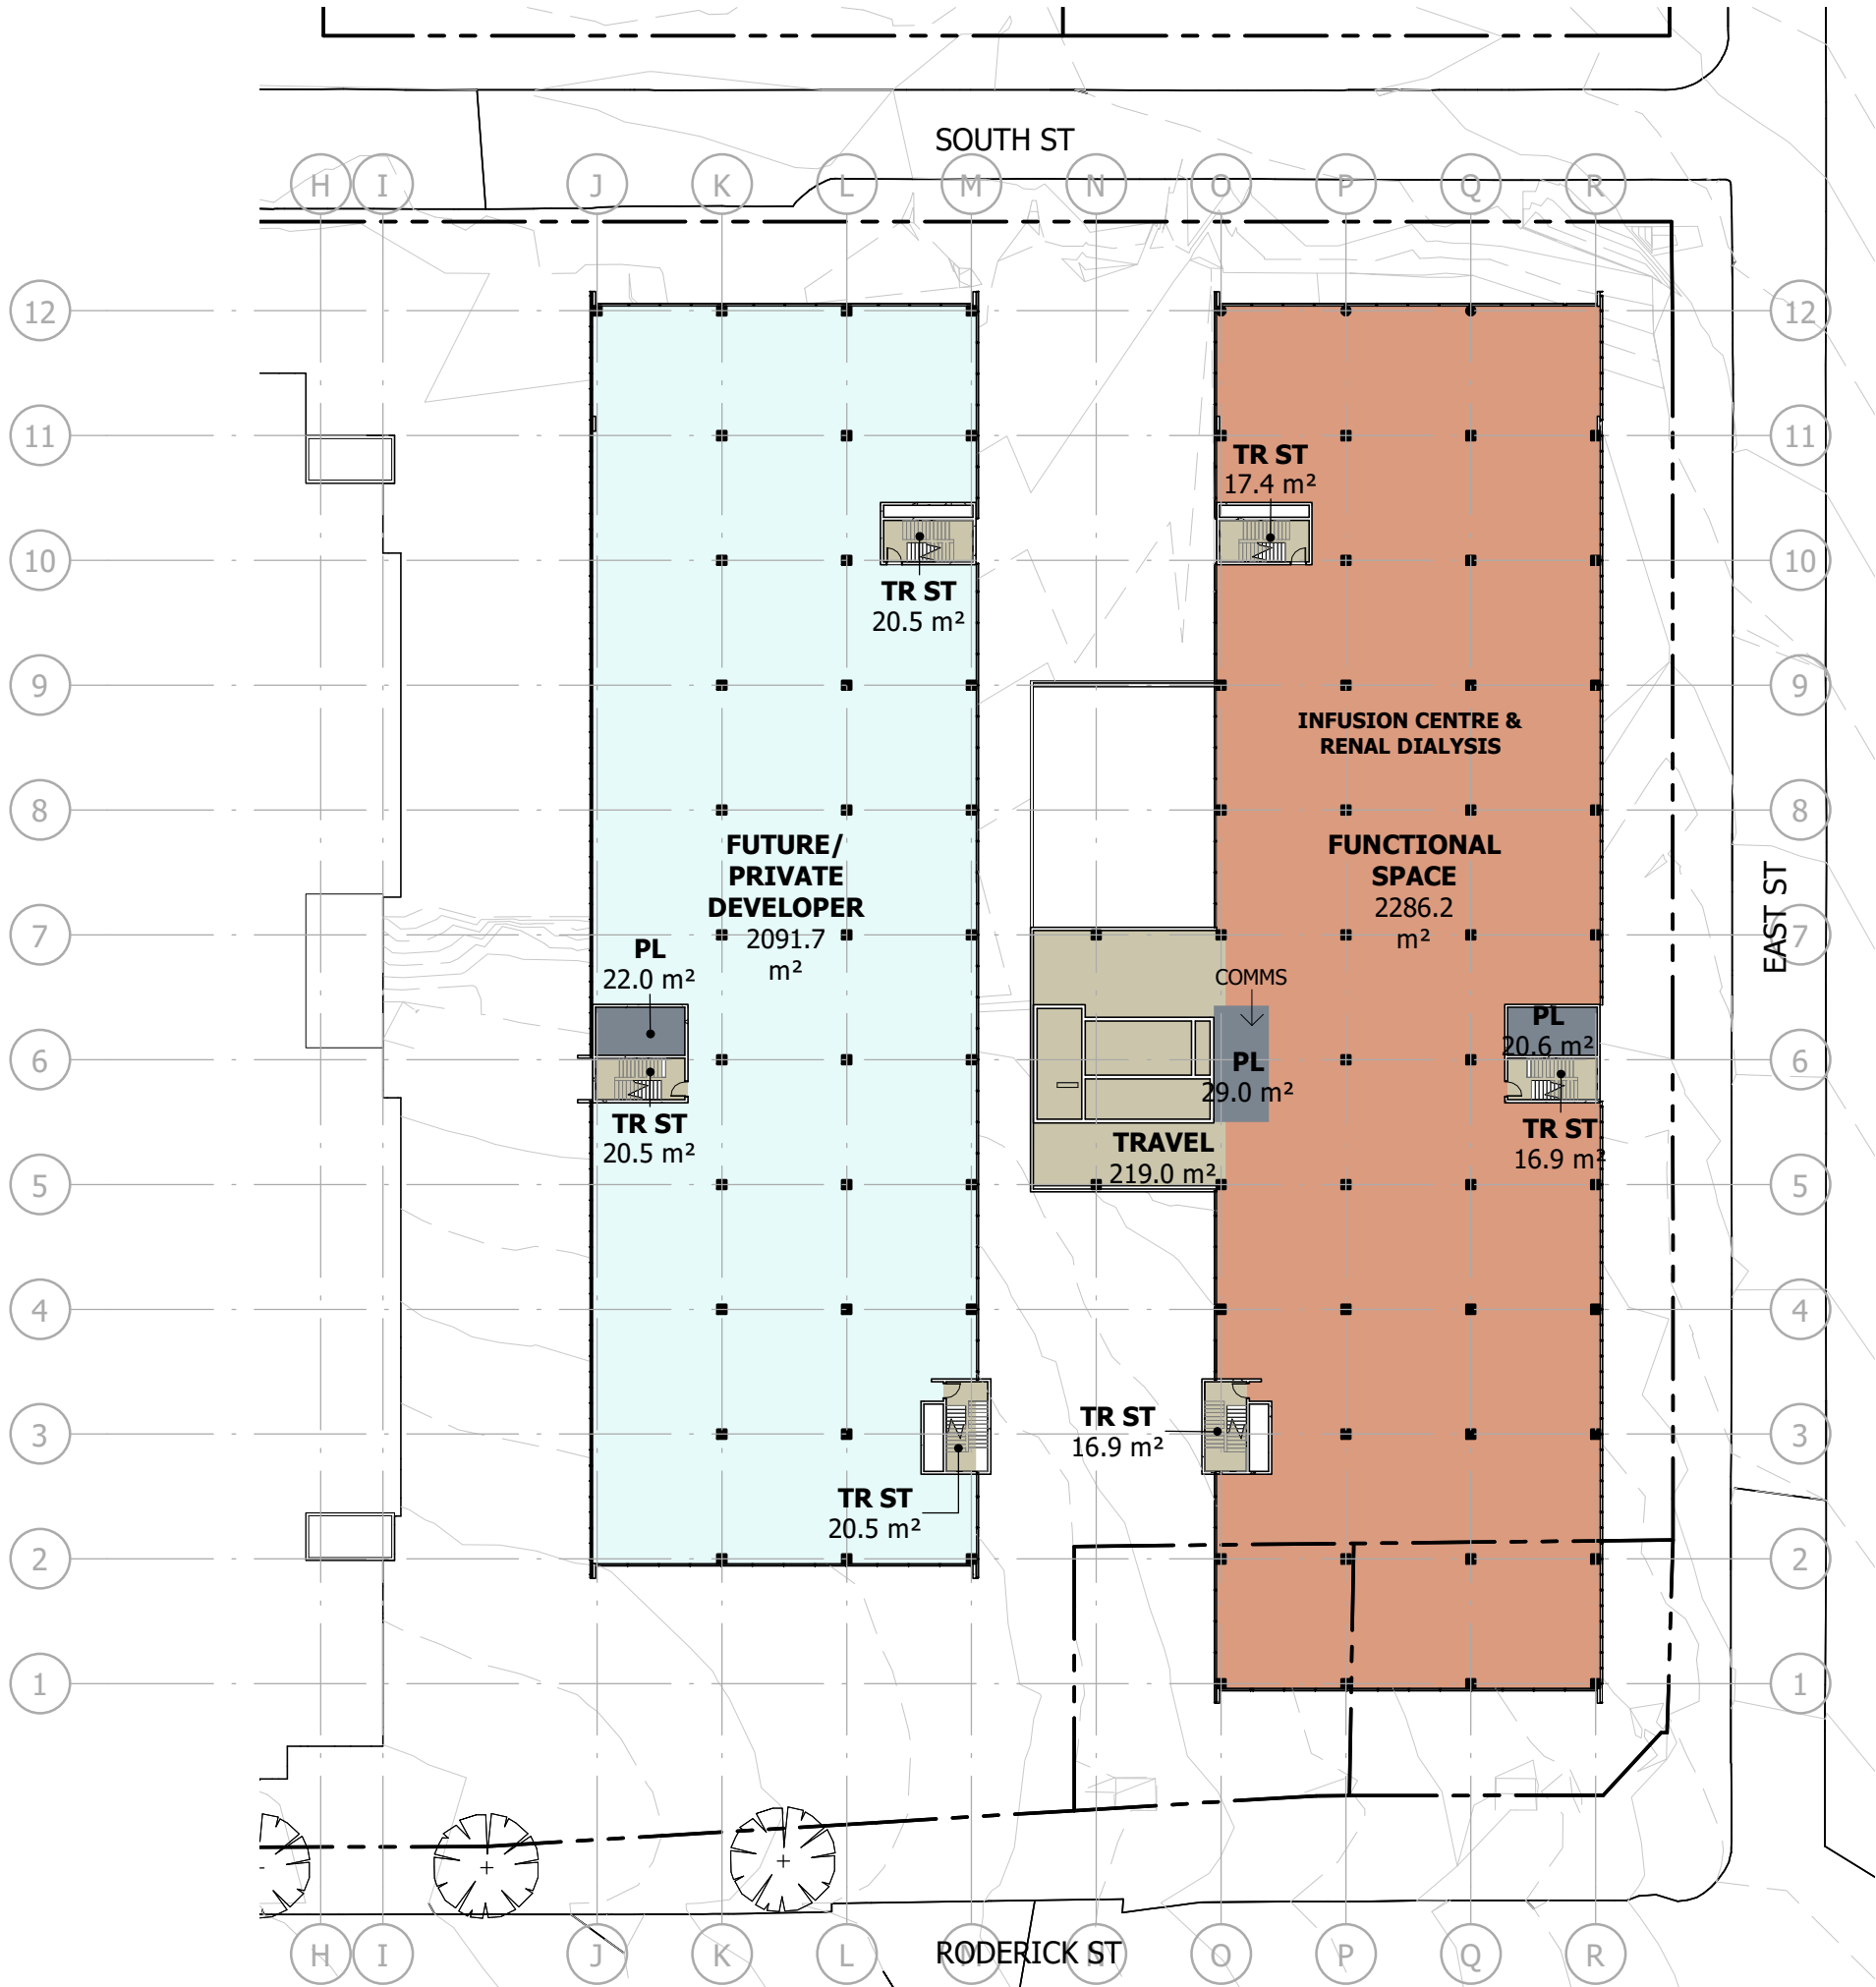 SOUTH ST
H I J K L M N O P Q R
12 12
11 11
TR ST
17.4 m²
10 10
TR ST
20.5 m²
9 9
INFUSION CENTRE &
RENAL DIALYSIS
8 8
FUTURE/
PRIVATE
DEVELOPER
2091.7
m²
FUNCTIONAL
SPACE
2286.2
m²
EAST ST
7 7
PL
22.0 m²
COMMS
PL
20.6 m²
6 6
PL
29.0 m²
TR ST
20.5 m²
TRAVEL
219.0 m²
TR ST
16.9 m²
5 5
4 4
TR ST
16.9 m²
3 3
TR ST
20.5 m²
2 2
1 1
H I J K L M N O P Q R
RODERICK ST